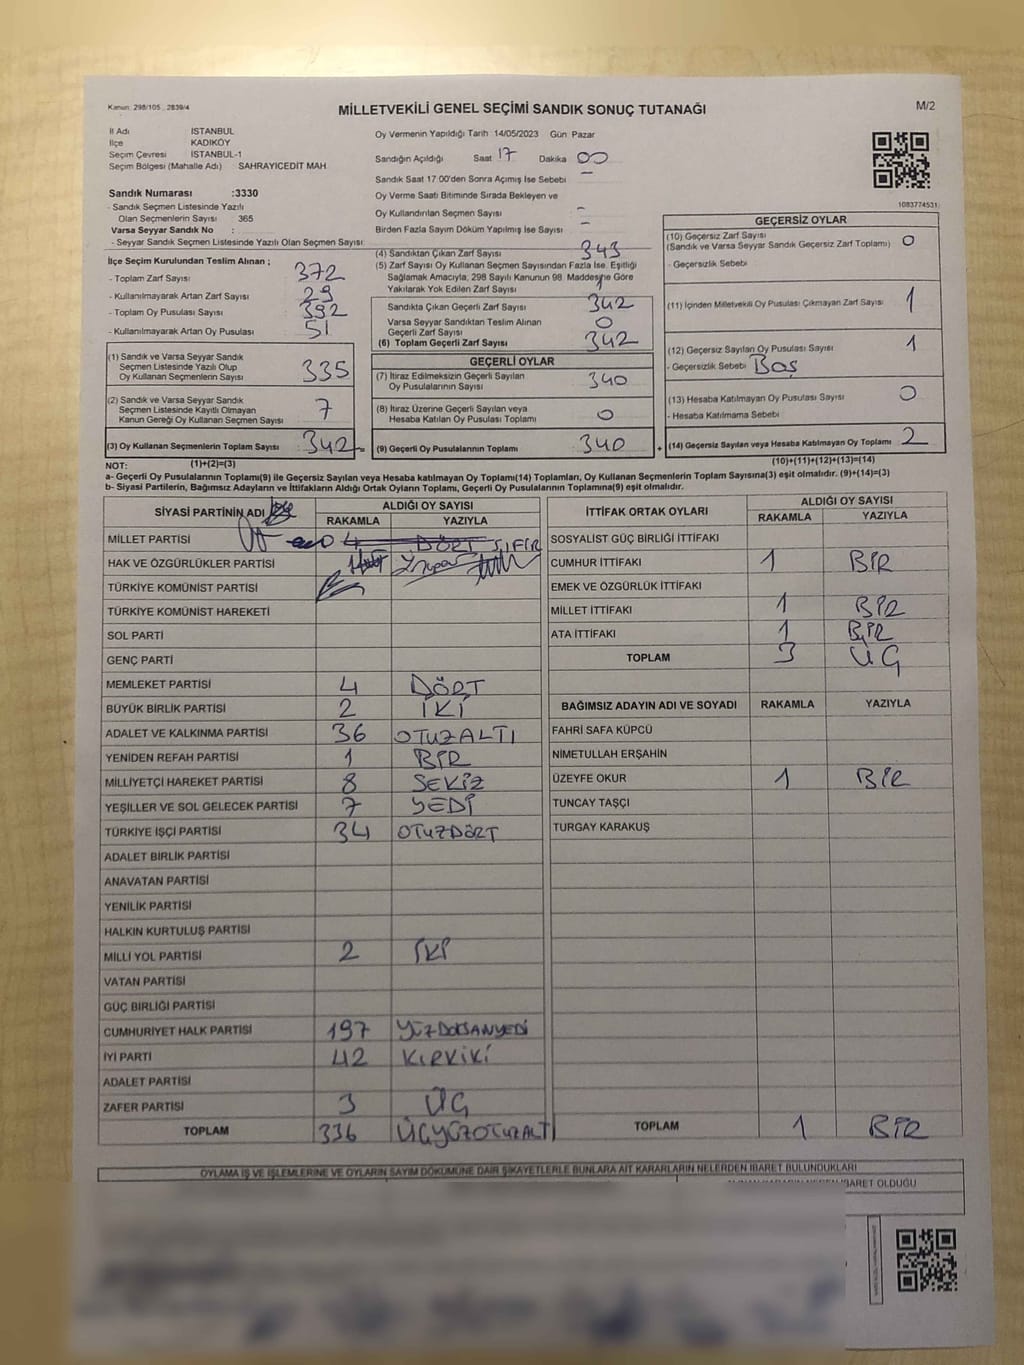 Kanun: 298/105 , 2839/4
MİLLETVEKİLİ GENEL SEÇİMİ SANDIK SONUÇ TUTANAĞI
M/2
İl Adı İSTANBUL
İlçe KADIKÖY
Seçim Çevresi İSTANBUL-1
Seçim Bölgesi (Mahalle Adı) SAHRAYICEDİT MAH.
Sandık Numarası :3330
- Sandık Seçmen Listesinde Yazılı
Olan Seçmenlerin Sayısı : 365
Varsa Seyyar Sandık No :
- Seyyar Sandık Seçmen Listesinde Yazılı Olan Seçmen Sayısı:
Oy Vermenin Yapıldığı Tarih 14/05/2023 Gün Pazar
Sandığın Açıldığı Saat 17 Dakika 00
Sandık Saat 17:00'den Sonra Açımış İse Sebebi –
Oy Verme Saati Bitiminde Sırada Bekleyen ve
Oy Kullandırılan Seçmen Sayısı –
Birden Fazla Sayım Döküm Yapılmış İse Sayısı –
1083774531
İlçe Seçim Kurulundan Teslim Alınan ;
- Toplam Zarf Sayısı 372
- Kullanılmayarak Artan Zarf Sayısı 29
- Toplam Oy Pusulası Sayısı 392
- Kullanılmayarak Artan Oy Pusulası 51
(1) Sandık ve Varsa Seyyar Sandık
Seçmen Listesinde Yazılı Olup
Oy Kullanan Seçmenlerin Sayısı 335
(2) Sandık ve Varsa Seyyar Sandık
Seçmen Listesinde Kayıtlı Olmayan
Kanun Gereği Oy Kullanan Seçmen Sayısı 7
(3) Oy Kullanan Seçmenlerin Toplam Sayısı 342
(4) Sandıktan Çıkan Zarf Sayısı 343
(5) Zarf Sayısı Oy Kullanan Seçmen Sayısından Fazla İse, Eşitliği
Sağlamak Amacıyla, 298 Sayılı Kanunun 98. Maddesine Göre
Yakılarak Yok Edilen Zarf Sayısı 1
Sandıkta Çıkan Geçerli Zarf Sayısı 342
Varsa Seyyar Sandıktan Teslim Alınan
Geçerli Zarf Sayısı 0
(6) Toplam Geçerli Zarf Sayısı 342
GEÇERLİ OYLAR
(7) İtiraz Edilmeksizin Geçerli Sayılan
Oy Pusulalarının Sayısı 340
(8) İtiraz Üzerine Geçerli Sayılan veya
Hesaba Katılan Oy Pusulası Toplamı 0
= (9) Geçerli Oy Pusulalarının Toplamı 340
GEÇERSİZ OYLAR
(10) Geçersiz Zarf Sayısı
(Sandık ve Varsa Seyyar Sandık Geçersiz Zarf Toplamı) 0
- Geçersizlik Sebebi
(11) İçinden Milletvekili Oy Pusulası Çıkmayan Zarf Sayısı 1
(12) Geçersiz Sayılan Oy Pusulası Sayısı 1
- Geçersizlik Sebebi Boş
(13) Hesaba Katılmayan Oy Pusulası Sayısı 0
- Hesaba Katılmama Sebebi
+ (14) Geçersiz Sayılan veya Hesaba Katılmayan Oy Toplamı 2
NOT: (1)+(2)=(3) (10)+(11)+(12)+(13)=(14)
a- Geçerli Oy Pusulalarının Toplamı(9) ile Geçersiz Sayılan veya Hesaba katılmayan Oy Toplamı(14) Toplamları, Oy Kullanan Seçmenlerin Toplam Sayısına(3) eşit olmalıdır. (9)+(14)=(3)
b- Siyasi Partilerin, Bağımsız Adayların ve İttifakların Aldığı Ortak Oyların Toplamı, Geçerli Oy Pusulalarının Toplamına(9) eşit olmalıdır.
SİYASİ PARTİNİN ADI ALDIĞI OY SAYISI
RAKAMLA YAZIYLA
MİLLET PARTİSİ 4 DÖRT SIFIR
HAK VE ÖZGÜRLÜKLER PARTİSİ
TÜRKİYE KOMÜNİST PARTİSİ
TÜRKİYE KOMÜNİST HAREKETİ
SOL PARTİ
GENÇ PARTİ
MEMLEKET PARTİSİ 4 DÖRT
BÜYÜK BİRLİK PARTİSİ 2 İKİ
ADALET VE KALKINMA PARTİSİ 36 OTUZALTI
YENİDEN REFAH PARTİSİ 1 BİR
MİLLİYETÇİ HAREKET PARTİSİ 8 SEKİZ
YEŞİLLER VE SOL GELECEK PARTİSİ 7 YEDİ
TÜRKİYE İŞÇİ PARTİSİ 34 OTUZDÖRT
ADALET BİRLİK PARTİSİ
ANAVATAN PARTİSİ
YENİLİK PARTİSİ
HALKIN KURTULUŞ PARTİSİ
MİLLİ YOL PARTİSİ 2 İKİ
VATAN PARTİSİ
GÜÇ BİRLİĞİ PARTİSİ
CUMHURİYET HALK PARTİSİ 197 YÜZDOKSANYEDİ
İYİ PARTİ 42 KIRKİKİ
ADALET PARTİSİ
ZAFER PARTİSİ 3 ÜÇ
TOPLAM 336 ÜÇYÜZOTUZALTI
İTTİFAK ORTAK OYLARI ALDIĞI OY SAYISI
RAKAMLA YAZIYLA
SOSYALİST GÜÇ BİRLİĞİ İTTİFAKI
CUMHUR İTTİFAKI 1 BİR
EMEK VE ÖZGÜRLÜK İTTİFAKI
MİLLET İTTİFAKI 1 BİR
ATA İTTİFAKI 1 BİR
TOPLAM 3 ÜÇ
BAĞIMSIZ ADAYIN ADI VE SOYADI RAKAMLA YAZIYLA
FAHRİ SAFA KÜPCÜ
NİMETULLAH ERŞAHİN
ÜZEYFE OKUR 1 BİR
TUNCAY TAŞÇI
TURGAY KARAKUŞ
TOPLAM 1 BİR
OYLAMA İŞ VE İŞLEMLERİNE VE OYLARIN SAYIM DÖKÜMÜNE DAİR ŞİKAYETLERLE BUNLARA AİT KARARLARIN NELERDEN İBARET BULUNDUKLARI
İBARET OLDUĞU